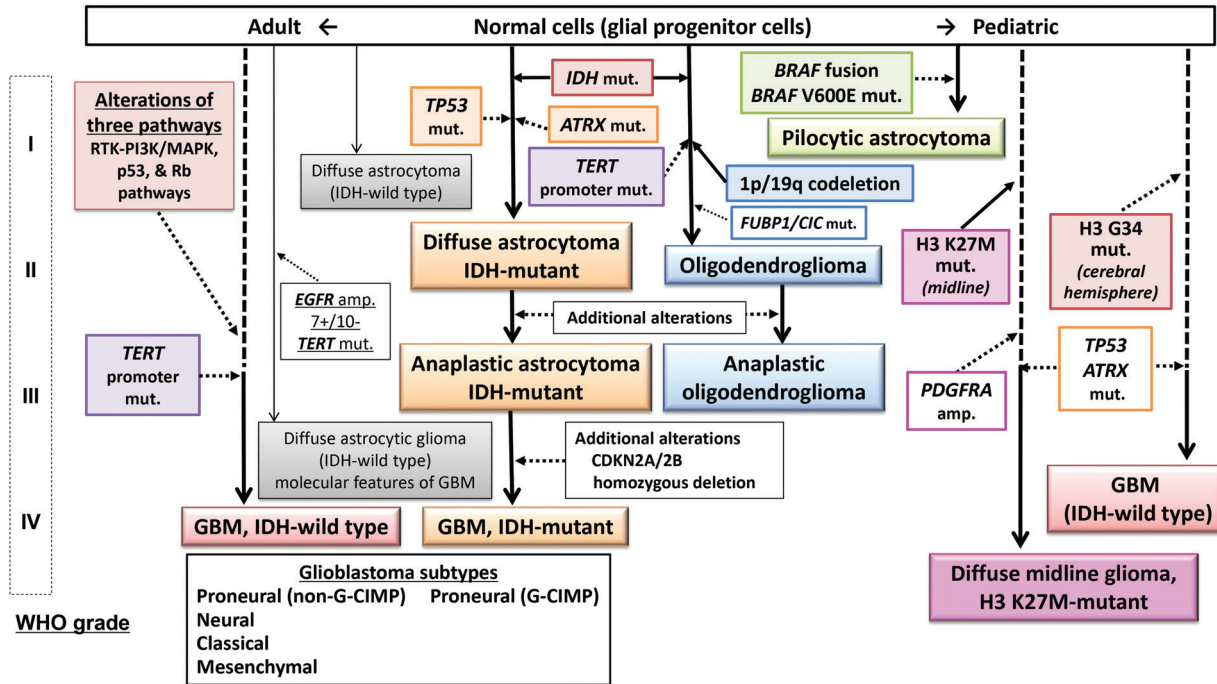 Adult ← Normal cells (glial progenitor cells) → Pediatric
I
II
III
IV
WHO grade
Alterations of
three pathways
RTK-PI3K/MAPK,
p53, & Rb
pathways
TERT
promoter
mut.
Diffuse astrocytoma
(IDH-wild type)
EGFR amp.
7+/10-
TERT mut.
Diffuse astrocytic glioma
(IDH-wild type)
molecular features of GBM
GBM, IDH-wild type
TP53
mut.
IDH mut.
ATRX mut.
TERT
promoter mut.
1p/19q codeletion
FUBP1/CIC mut.
Diffuse astrocytoma
IDH-mutant
Oligodendroglioma
Additional alterations
Anaplastic astrocytoma
IDH-mutant
Anaplastic
oligodendroglioma
Additional alterations
CDKN2A/2B
homozygous deletion
GBM, IDH-mutant
Glioblastoma subtypes
Proneural (non-G-CIMP) Proneural (G-CIMP)
Neural
Classical
Mesenchymal
BRAF fusion
BRAF V600E mut.
Pilocytic astrocytoma
H3 K27M
mut.
(midline)
H3 G34
mut.
(cerebral
hemisphere)
PDGFRA
amp.
TP53
ATRX
mut.
GBM
(IDH-wild type)
Diffuse midline glioma,
H3 K27M-mutant